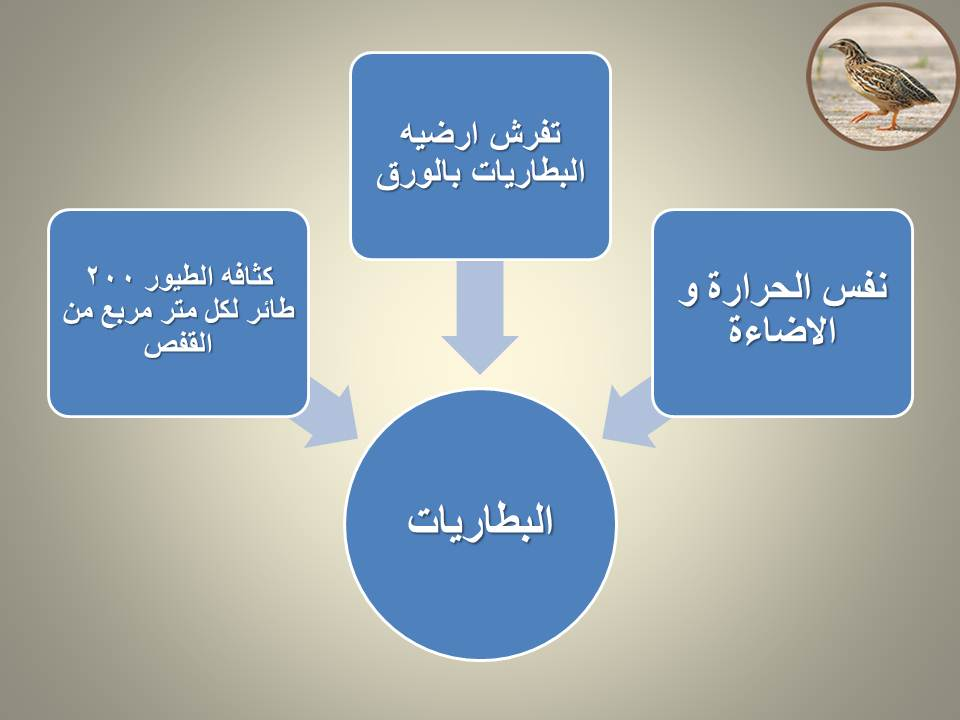 تفرش ارضيه
البطاريات بالورق
نفس الحرارة و
الاضاءة
كثافه الطيور ٢٠٠
طائر لكل متر مربع من
القفص
البطاريات